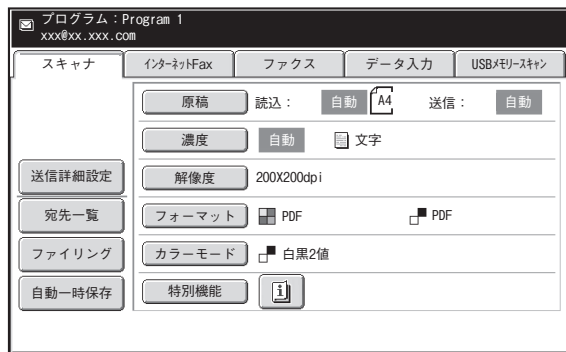 プログラム：Program 1
xxx@xx.xxx.com
スキャナ インターネットFax ファクス データ入力 USBメモリースキャン
原稿 読込： 自動 A4 送信： 自動
濃度 自動 文字
送信詳細設定 解像度 200X200dpi
宛先一覧 フォーマット PDF PDF
ファイリング カラーモード 白黒2値
自動一時保存 特別機能